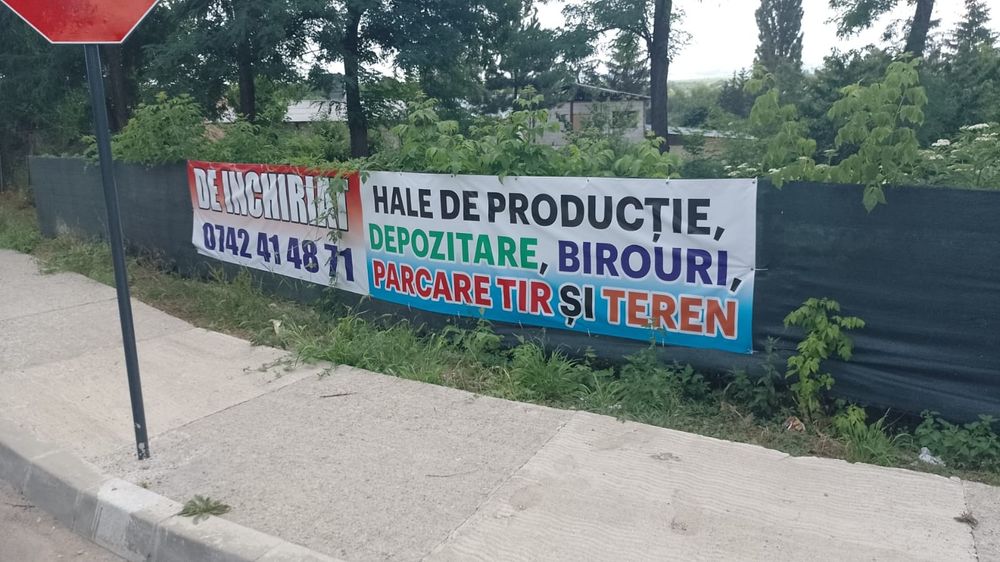 DE INCHIRIAT
0742 41 48 71
HALE DE PRODUCȚIE,
DEPOZITARE, BIROURI,
PARCARE TIR ȘI TEREN